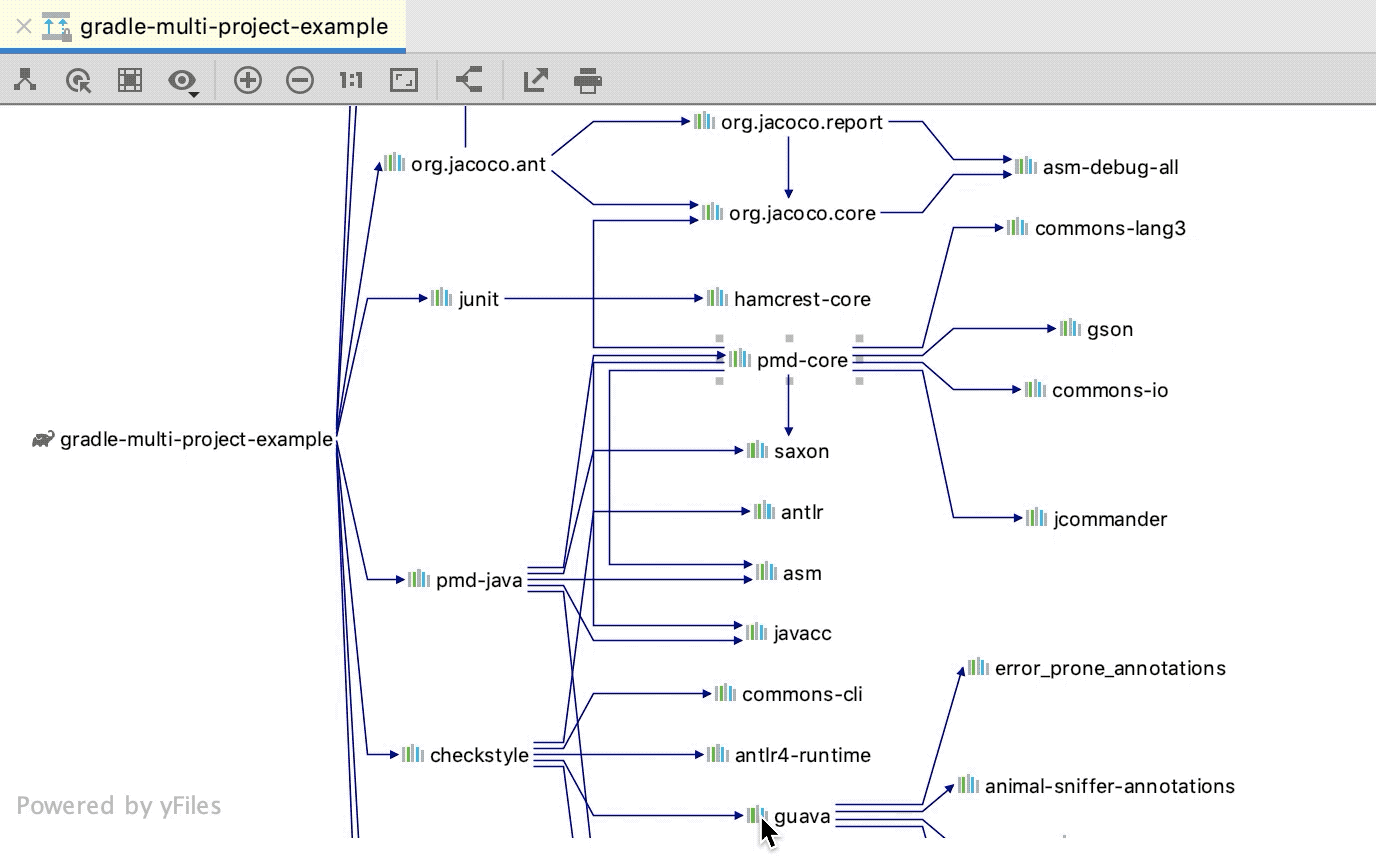 gradle-multi-project-example
1:1
org.jacoco.report
org.jacoco.ant
asm-debug-all
org.jacoco.core
commons-lang3
junit
hamcrest-core
gson
pmd-core
commons-io
gradle-multi-project-example
saxon
antlr
jcommander
asm
pmd-java
javacc
error_prone_annotations
commons-cli
checkstyle
antlr4-runtime
animal-sniffer-annotations
Powered by yFiles
guava